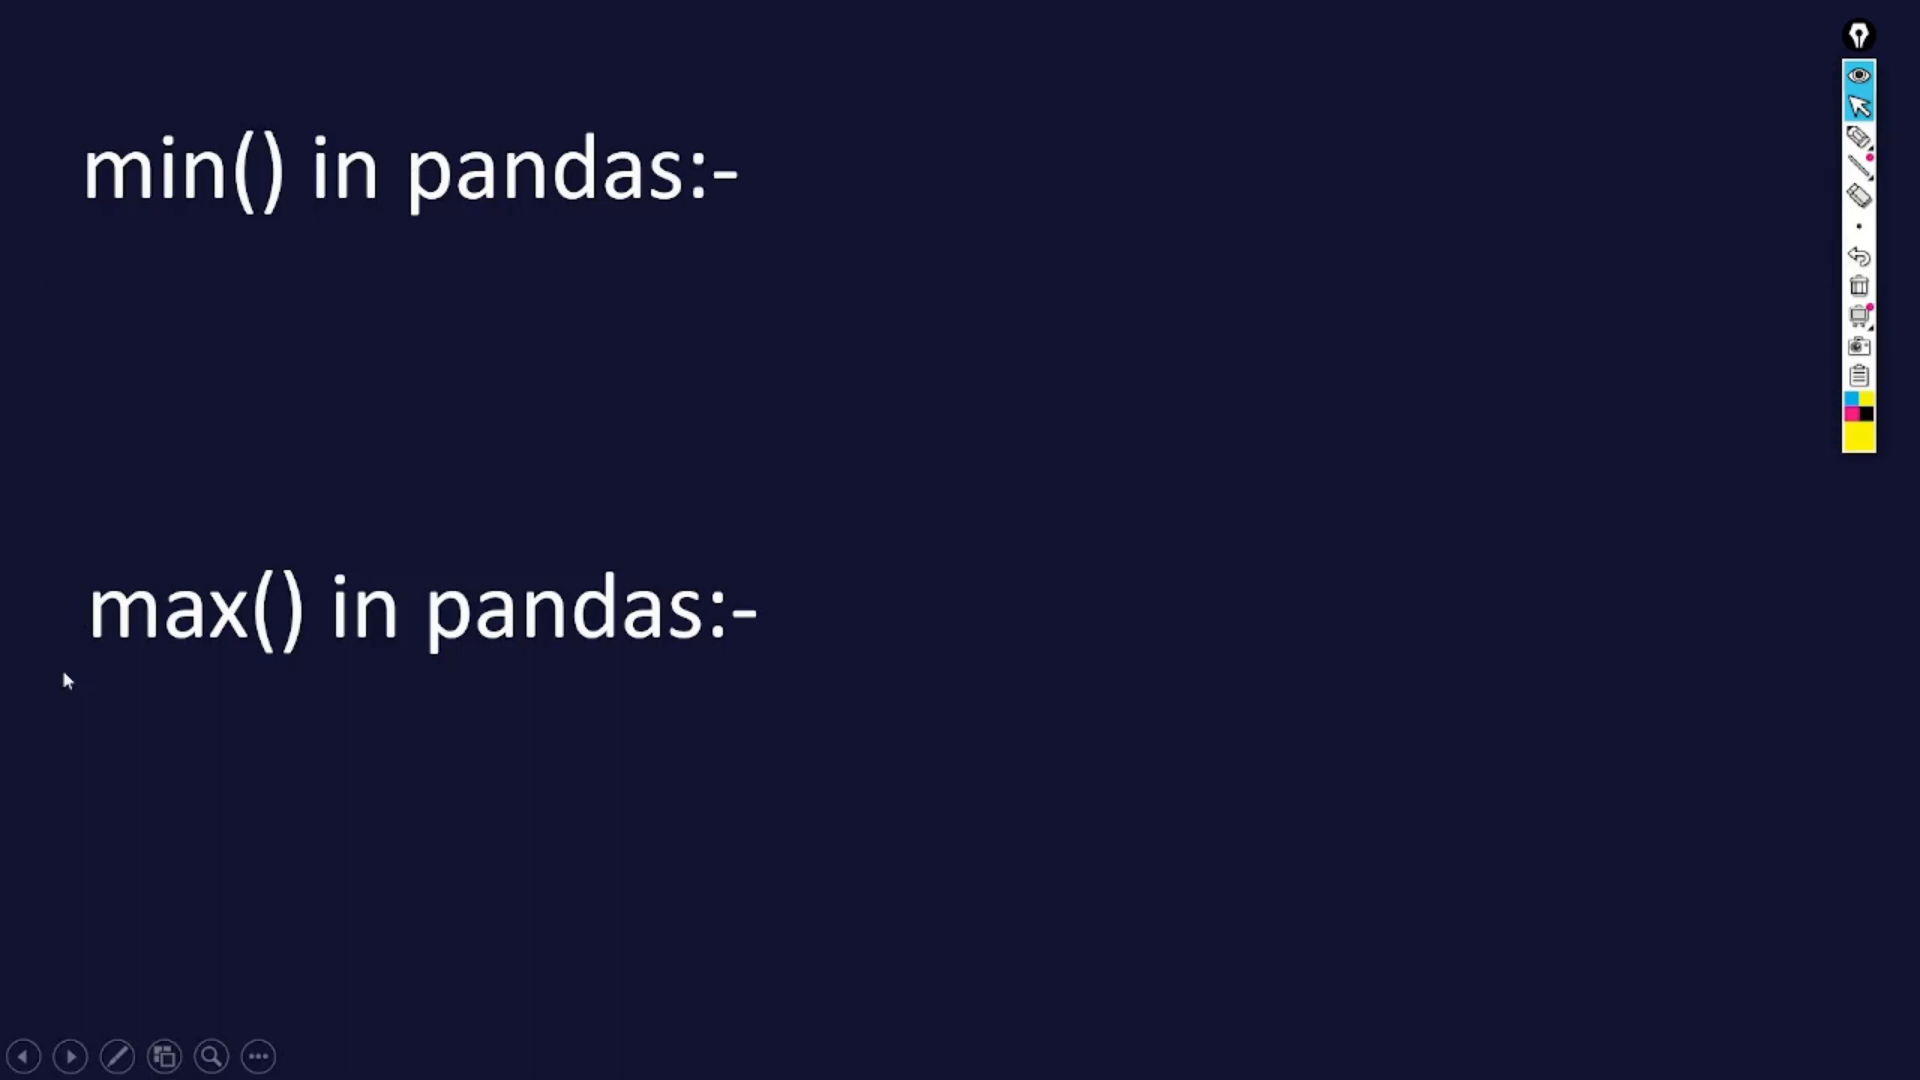 min() in pandas:-
max() in pandas:-